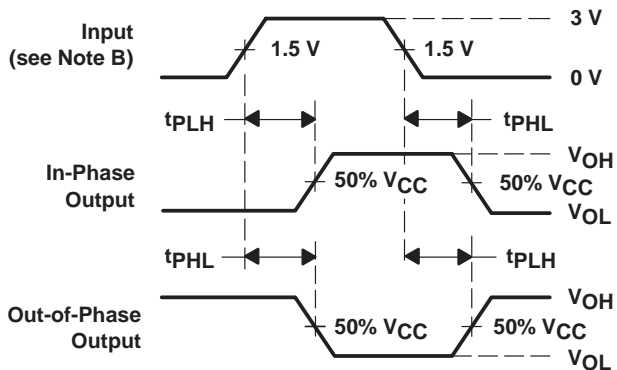 3 V
Input
(see Note B)
1.5 V
1.5 V
0 V
tPLH
tPHL
VOH
In-Phase
Output
50% VCC
50% VCC
VOL
tPHL
tPLH
VOH
Out-of-Phase
Output
50% VCC
50% VCC
VOL